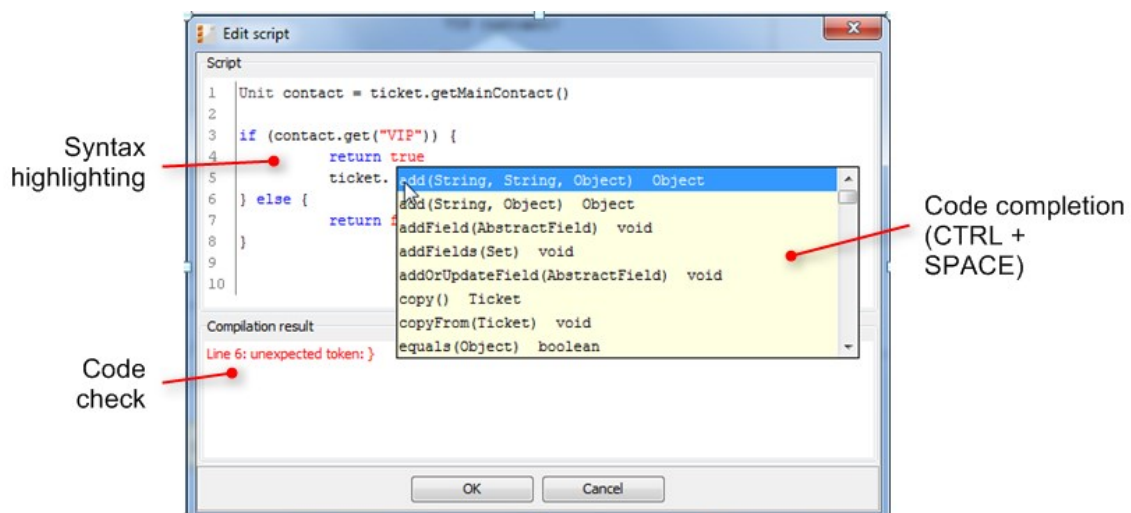 Edit script
Script
1 Unit contact = ticket.getMainContact()
2
3 if (contact.get("VIP")) {
4 return true
5 ticket.
6 } else {
7 return f
8 }
9
10
add(String, String, Object) Object
add(String, Object) Object
addField(AbstractField) void
addFields(Set) void
addOrUpdateField(AbstractField) void
copy() Ticket
copyFrom(Ticket) void
equals(Object) boolean
Compilation result
Line 6: unexpected token: }
OK Cancel
Syntax
highlighting
Code
check
Code completion
(CTRL +
SPACE)